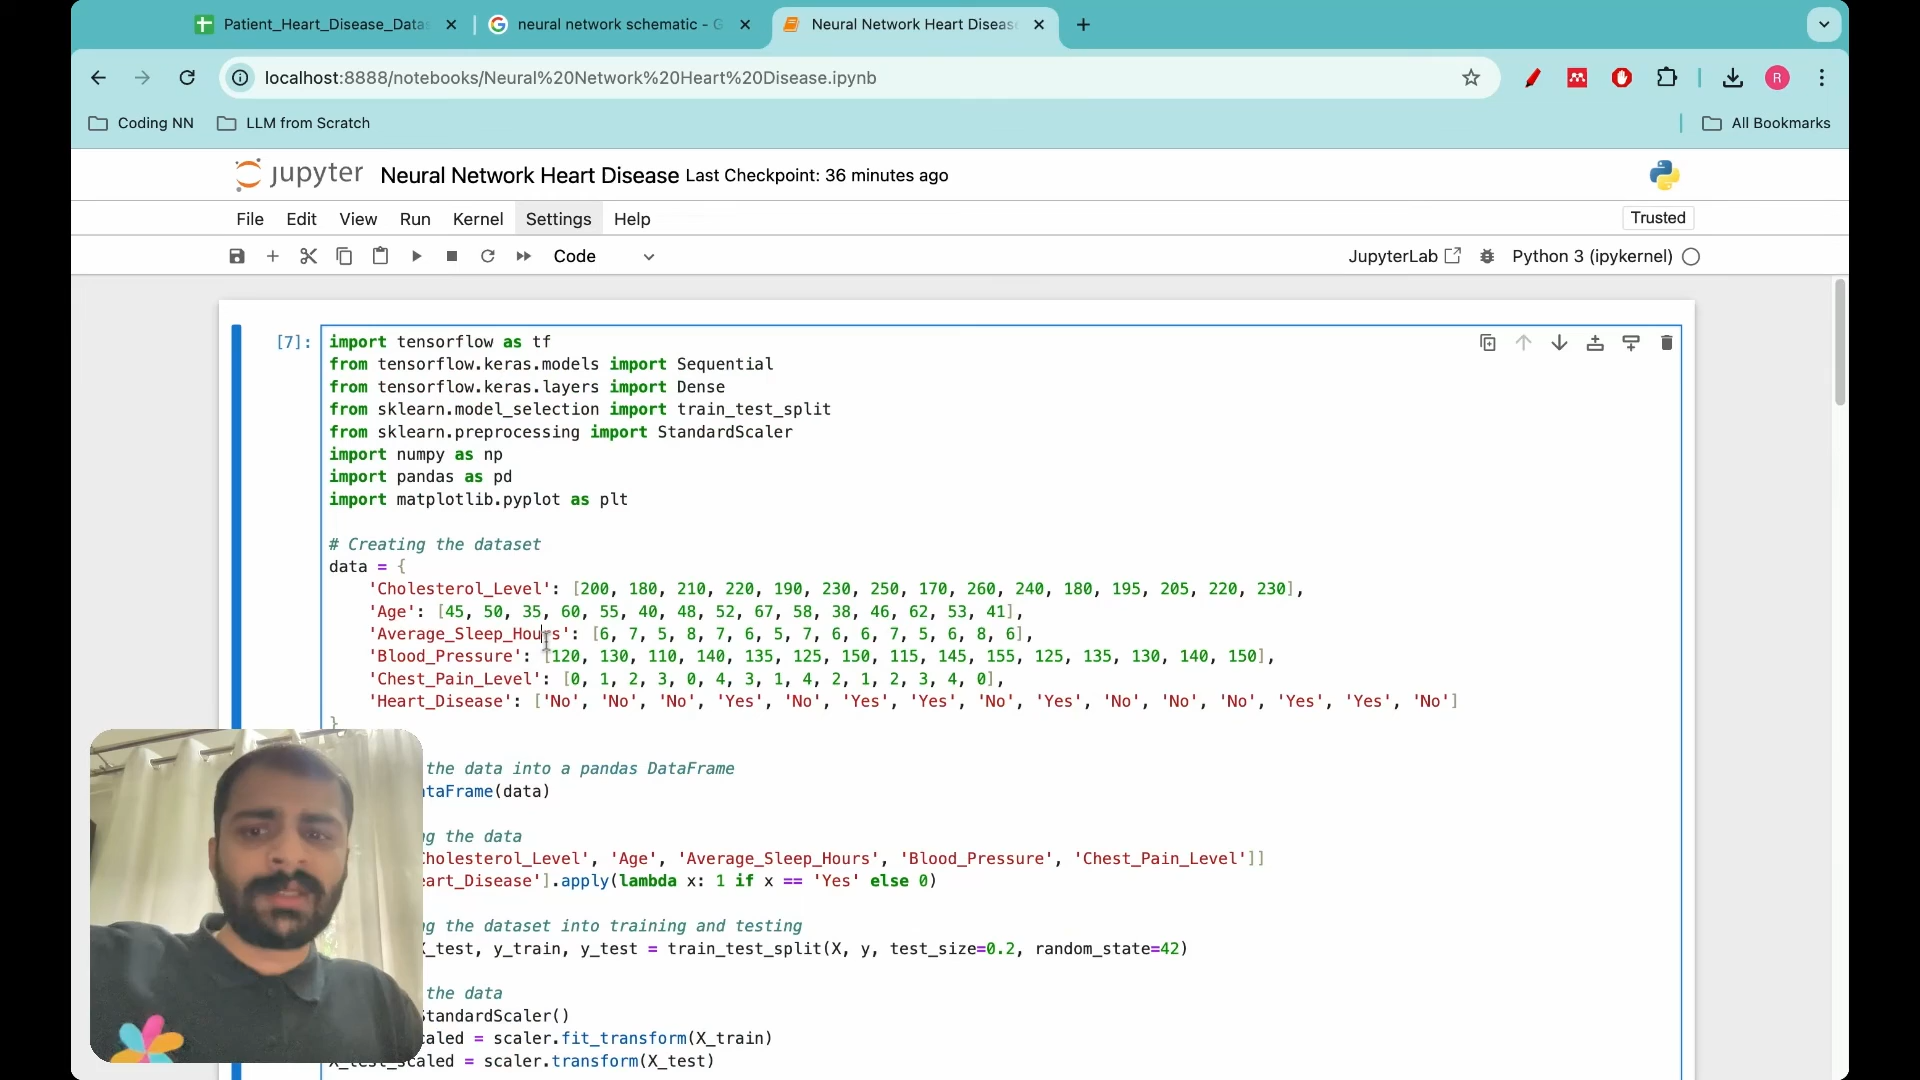 Patient_Heart_Disease_Datas
neural network schematic - G
Neural Network Heart Disease
localhost:8888/notebooks/Neural%20Network%20Heart%20Disease.ipynb
R
Coding NN
LLM from Scratch
All Bookmarks
jupyter Neural Network Heart Disease Last Checkpoint: 36 minutes ago
File Edit View Run Kernel Settings Help
Trusted
Code
JupyterLab
Python 3 (ipykernel)
[7]: import tensorflow as tf
from tensorflow.keras.models import Sequential
from tensorflow.keras.layers import Dense
from sklearn.model_selection import train_test_split
from sklearn.preprocessing import StandardScaler
import numpy as np
import pandas as pd
import matplotlib.pyplot as plt
# Creating the dataset
data = {
'Cholesterol_Level': [200, 180, 210, 220, 190, 230, 250, 170, 260, 240, 180, 195, 205, 220, 230],
'Age': [45, 50, 35, 60, 55, 40, 48, 52, 67, 58, 38, 46, 62, 53, 41],
'Average_Sleep_Hours': [6, 7, 5, 8, 7, 6, 5, 7, 6, 6, 7, 5, 6, 8, 6],
'Blood_Pressure': [120, 130, 110, 140, 135, 125, 150, 115, 145, 155, 125, 135, 130, 140, 150],
'Chest_Pain_Level': [0, 1, 2, 3, 0, 4, 3, 1, 4, 2, 1, 2, 3, 4, 0],
'Heart_Disease': ['No', 'No', 'No', 'Yes', 'No', 'Yes', 'Yes', 'No', 'Yes', 'No', 'No', 'No', 'Yes', 'Yes', 'No']
}
the data into a pandas DataFrame
taFrame(data)
g the data
Cholesterol_Level', 'Age', 'Average_Sleep_Hours', 'Blood_Pressure', 'Chest_Pain_Level']]
eart_Disease'].apply(lambda x: 1 if x == 'Yes' else 0)
g the dataset into training and testing
X_test, y_train, y_test = train_test_split(X, y, test_size=0.2, random_state=42)
the data
StandardScaler()
caled = scaler.fit_transform(X_train)
X_test_scaled = scaler.transform(X_test)